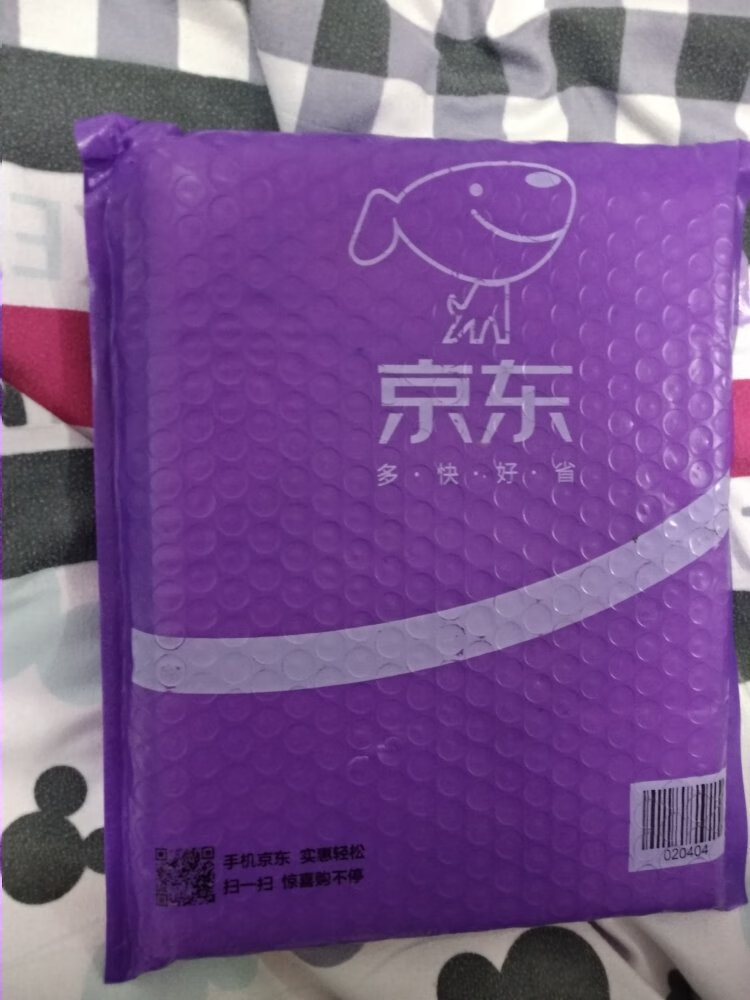 京东
多·快·好·省
手机京东 实惠轻松
扫一扫 惊喜购不停
020404